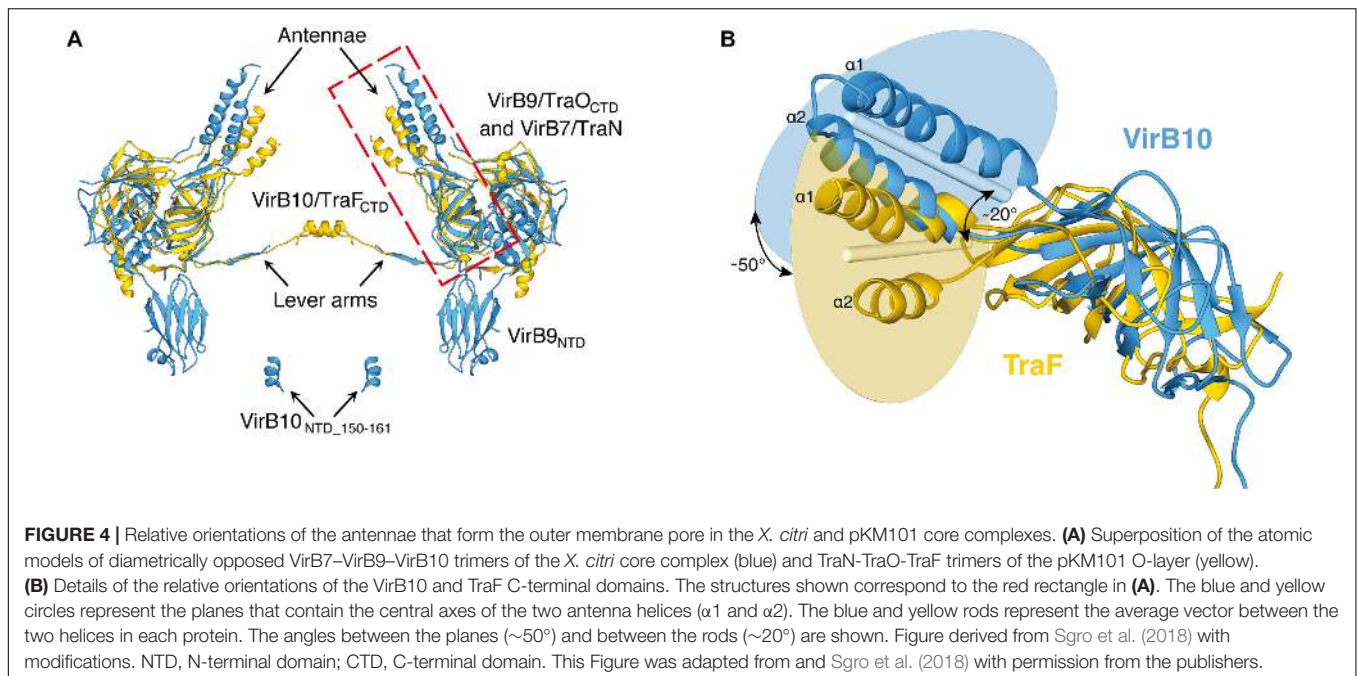 A
Antennae
VirB9/TraOCTD
and VirB7/TraN
VirB10/TraFCTD
Lever arms
VirB9NTD
VirB10NTD_150-161
B
α1
α2
VirB10
α1
~20°
~50°
α2
TraF
FIGURE 4 | Relative orientations of the antennae that form the outer membrane pore in the X. citri and pKM101 core complexes. (A) Superposition of the atomic
models of diametrically opposed VirB7–VirB9–VirB10 trimers of the X. citri core complex (blue) and TraN-TraO-TraF trimers of the pKM101 O-layer (yellow).
(B) Details of the relative orientations of the VirB10 and TraF C-terminal domains. The structures shown correspond to the red rectangle in (A). The blue and yellow
circles represent the planes that contain the central axes of the two antenna helices (α1 and α2). The blue and yellow rods represent the average vector between the
two helices in each protein. The angles between the planes (∼50°) and between the rods (∼20°) are shown. Figure derived from Sgro et al. (2018) with
modifications. NTD, N-terminal domain; CTD, C-terminal domain. This Figure was adapted from and Sgro et al. (2018) with permission from the publishers.